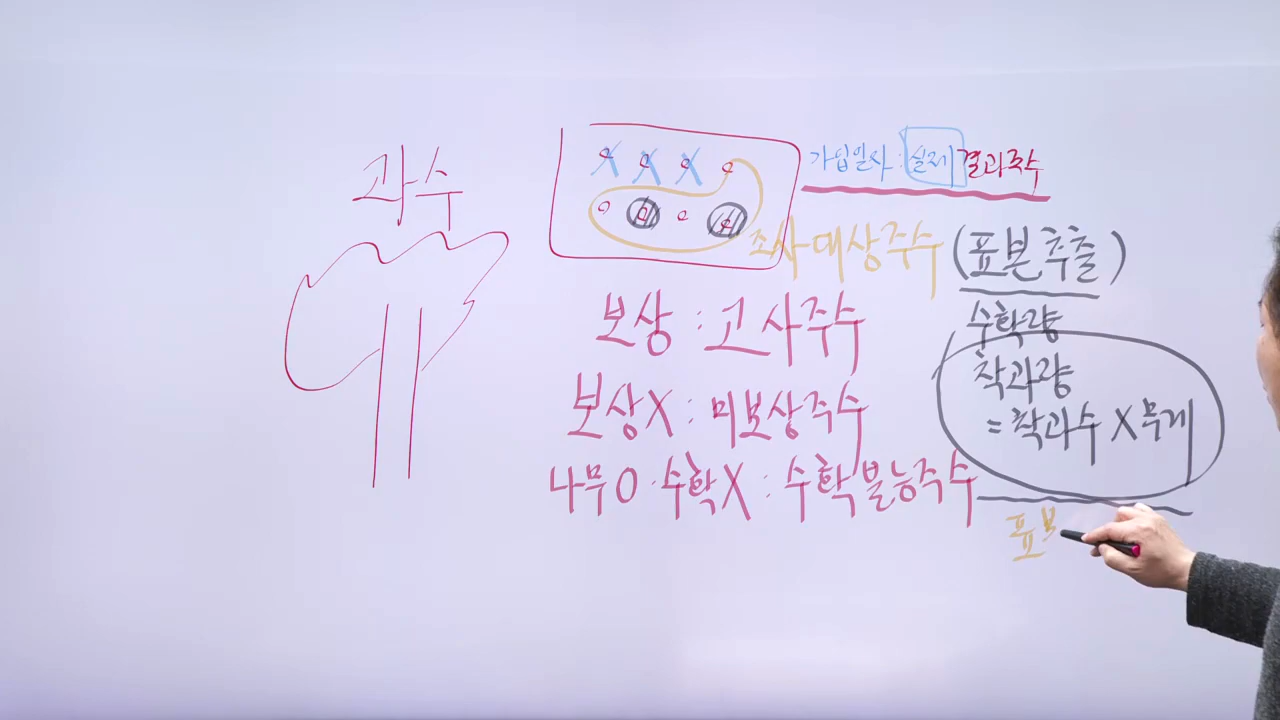 과수
가입일자 : 실제 결과주수
조사대상주수 (표본추출)
수확량
착과량
= 착과수 X 무게
보상 : 고사주수
보상X : 미보상주수
나무O · 수확X : 수확불능주수
표보